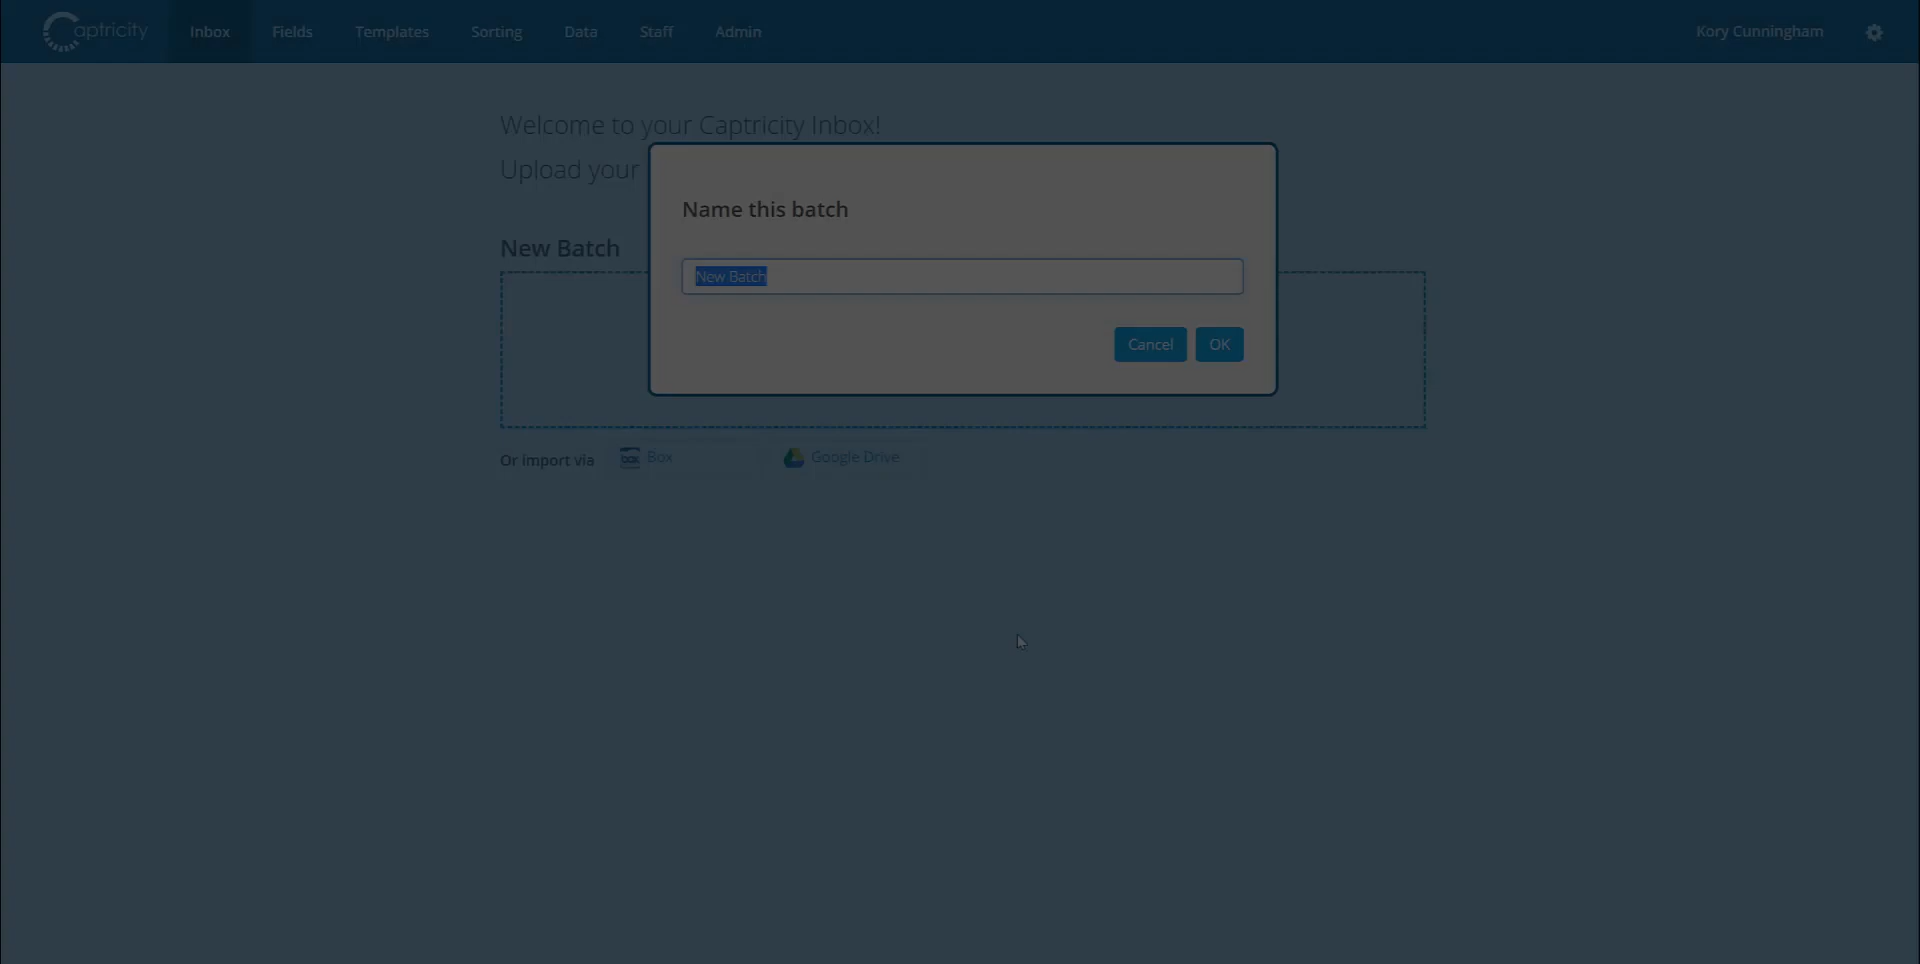 Captricity
Inbox
Fields
Templates
Sorting
Data
Staff
Admin
Kory Cunningham
Welcome to your Captricity Inbox!
Upload your
Name this batch
New Batch
New Batch
Cancel
OK
Or import via
box
Box
Google Drive